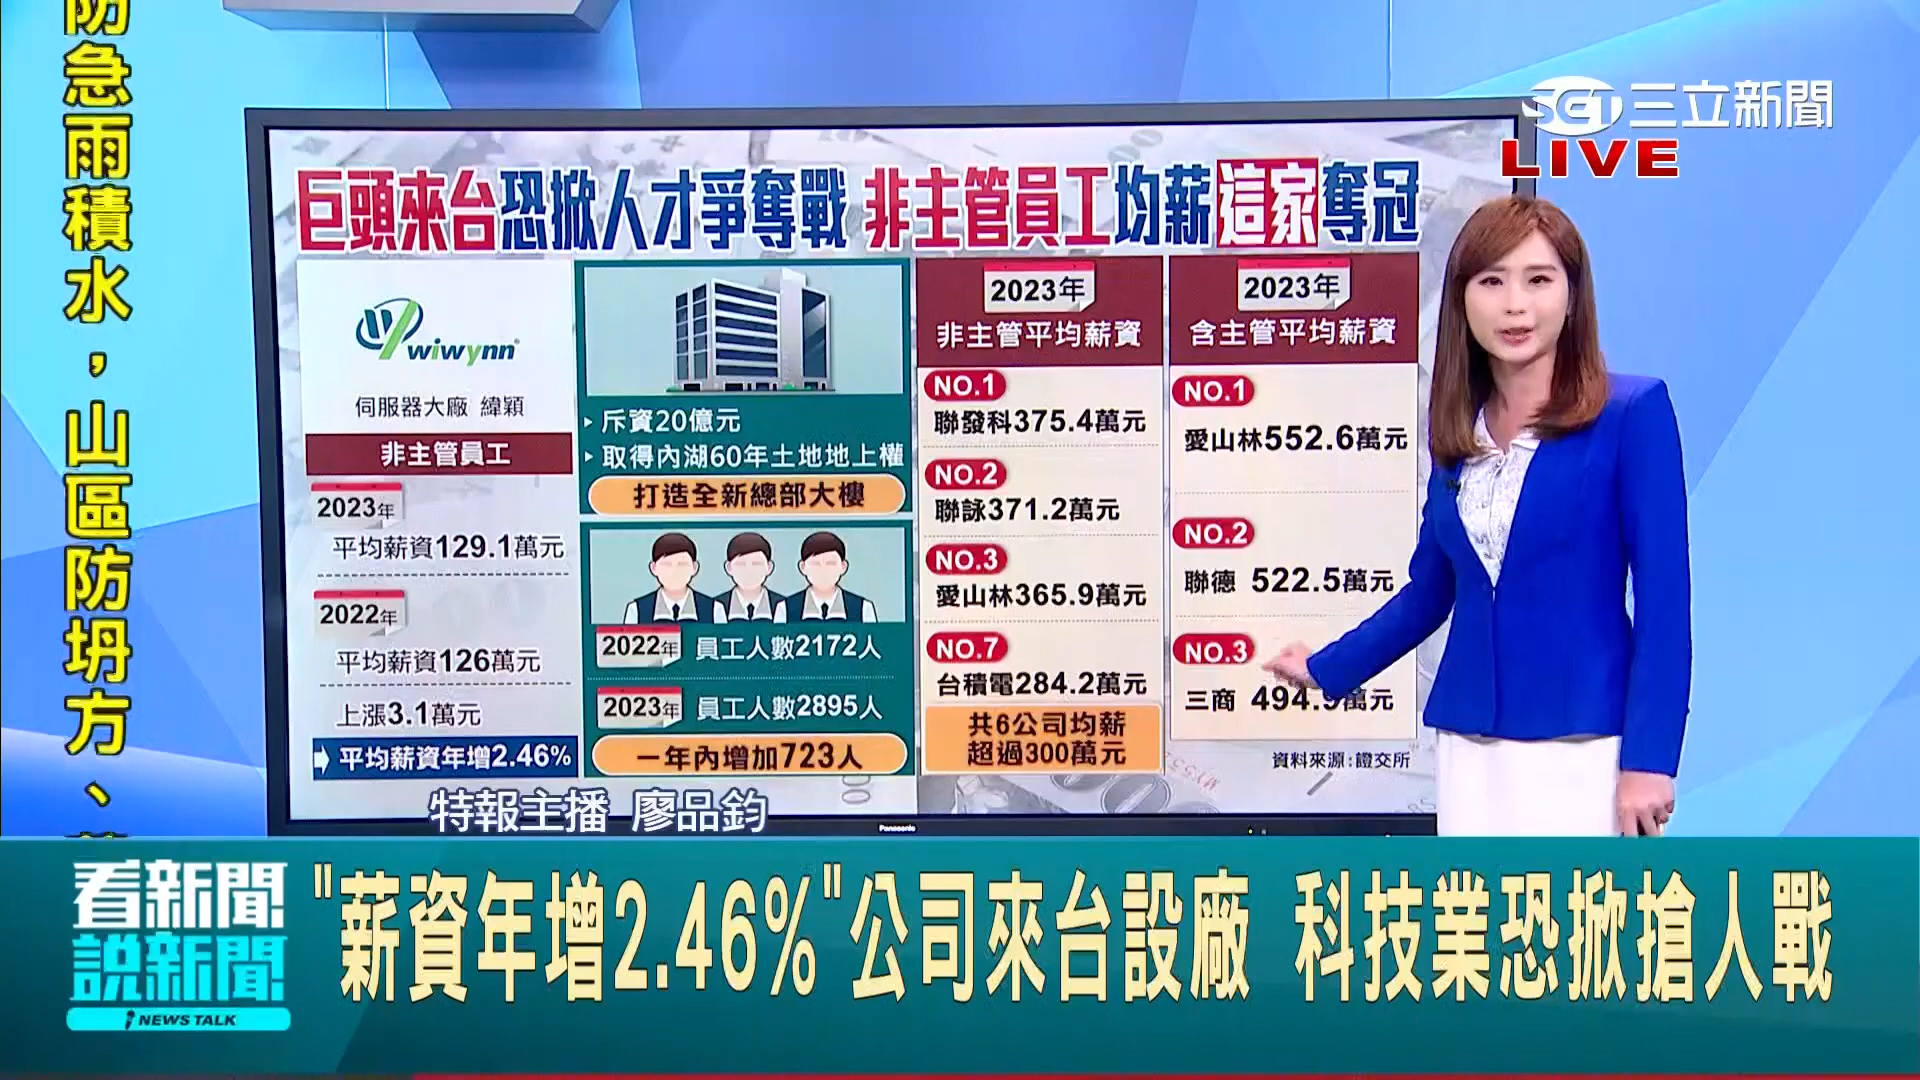 防急雨積水，山區防坍方、
SET三立新聞
LIVE
巨頭來台恐掀人才爭奪戰 非主管員工均薪這家奪冠
wiwynn
伺服器大廠 緯穎
非主管員工
2023年
平均薪資129.1萬元
2022年
平均薪資126萬元
上漲3.1萬元
平均薪資年增2.46%
斥資20億元
取得內湖60年土地地上權
打造全新總部大樓
2022年 員工人數2172人
2023年 員工人數2895人
一年內增加723人
2023年
非主管平均薪資
NO.1
聯發科375.4萬元
NO.2
聯詠371.2萬元
NO.3
愛山林365.9萬元
NO.7
台積電284.2萬元
共6公司均薪
超過300萬元
2023年
含主管平均薪資
NO.1
愛山林552.6萬元
NO.2
聯德 522.5萬元
NO.3
三商 494.9萬元
資料來源:證交所
Panasonic
特報主播 廖品鈞
看新聞
說新聞
NEWS TALK
"薪資年增2.46%"公司來台設廠 科技業恐掀搶人戰